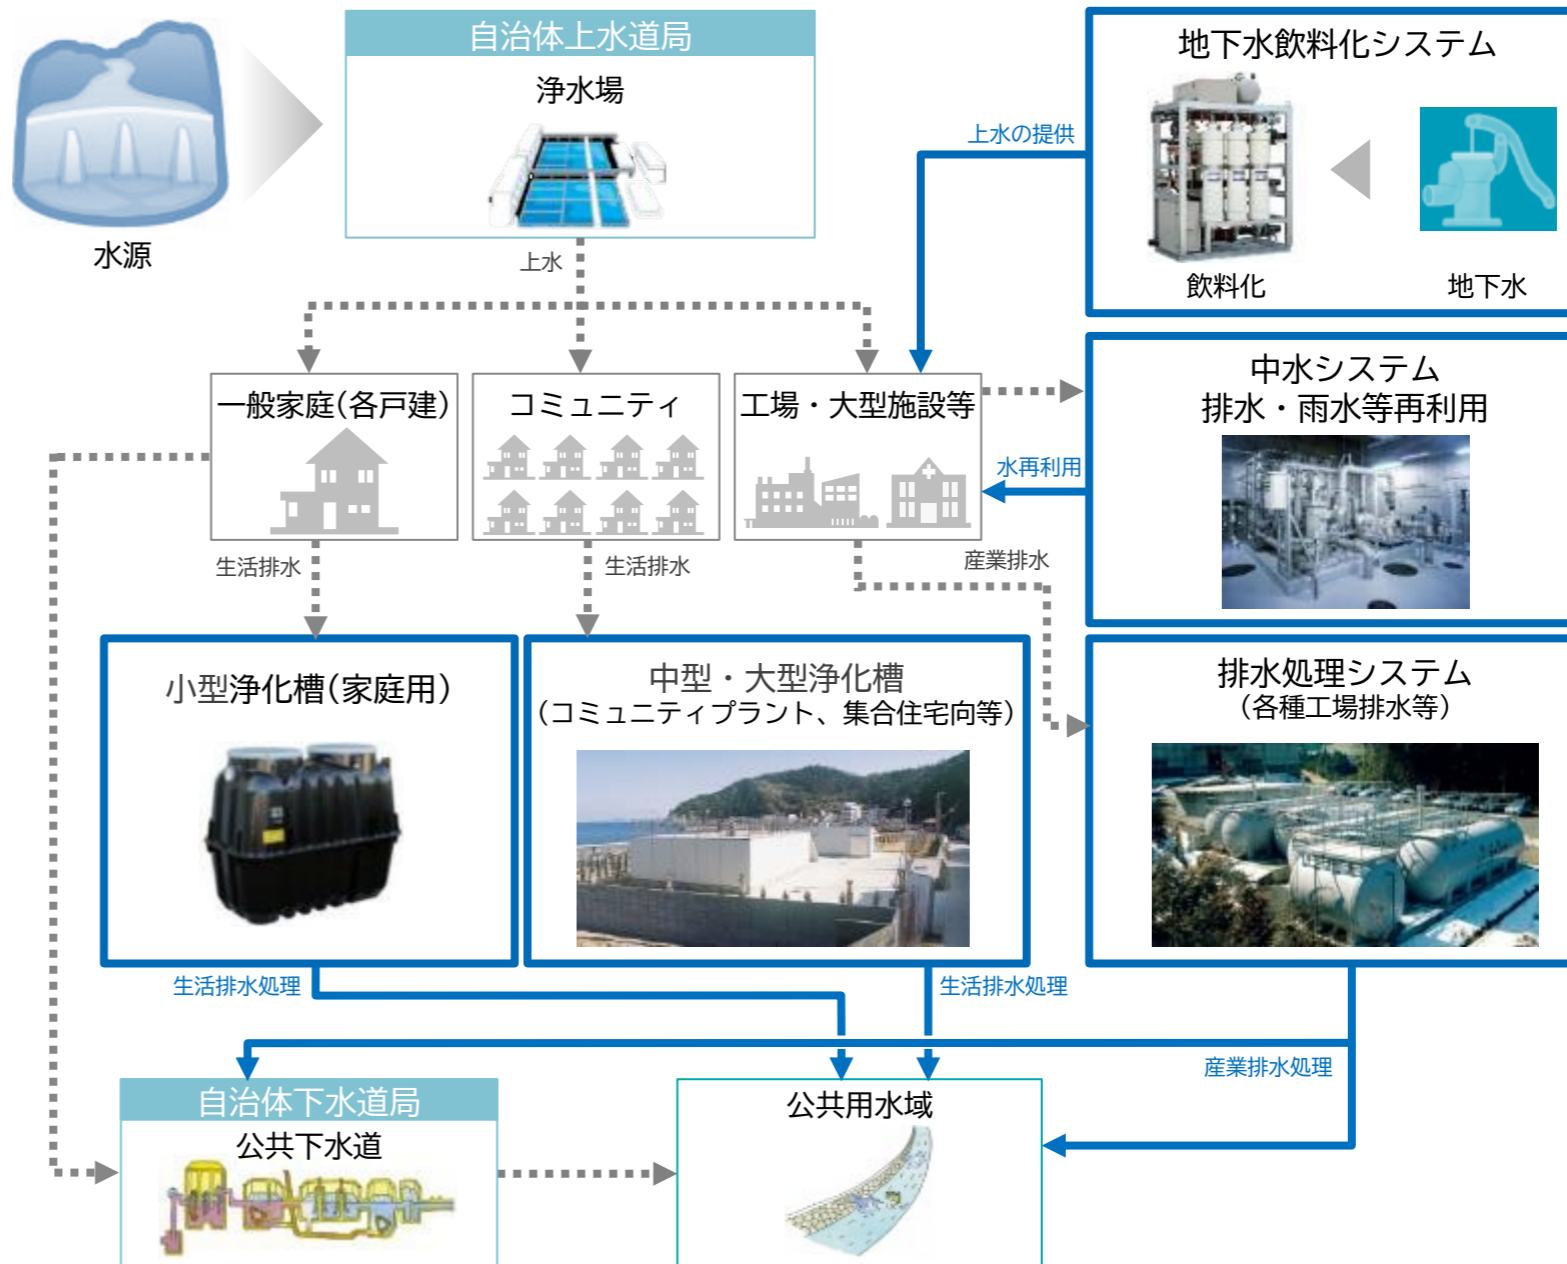 自治体上水道局
浄水場
水源
上水
地下水飲料化システム
上水の提供
飲料化
地下水
一般家庭(各戸建)
コミュニティ
工場・大型施設等
中水システム
排水・雨水等再利用
水再利用
生活排水
生活排水
産業排水
小型浄化槽(家庭用)
中型・大型浄化槽
(コミュニティプラント、集合住宅向等)
排水処理システム
(各種工場排水等)
生活排水処理
生活排水処理
産業排水処理
自治体下水道局
公共下水道
公共用水域